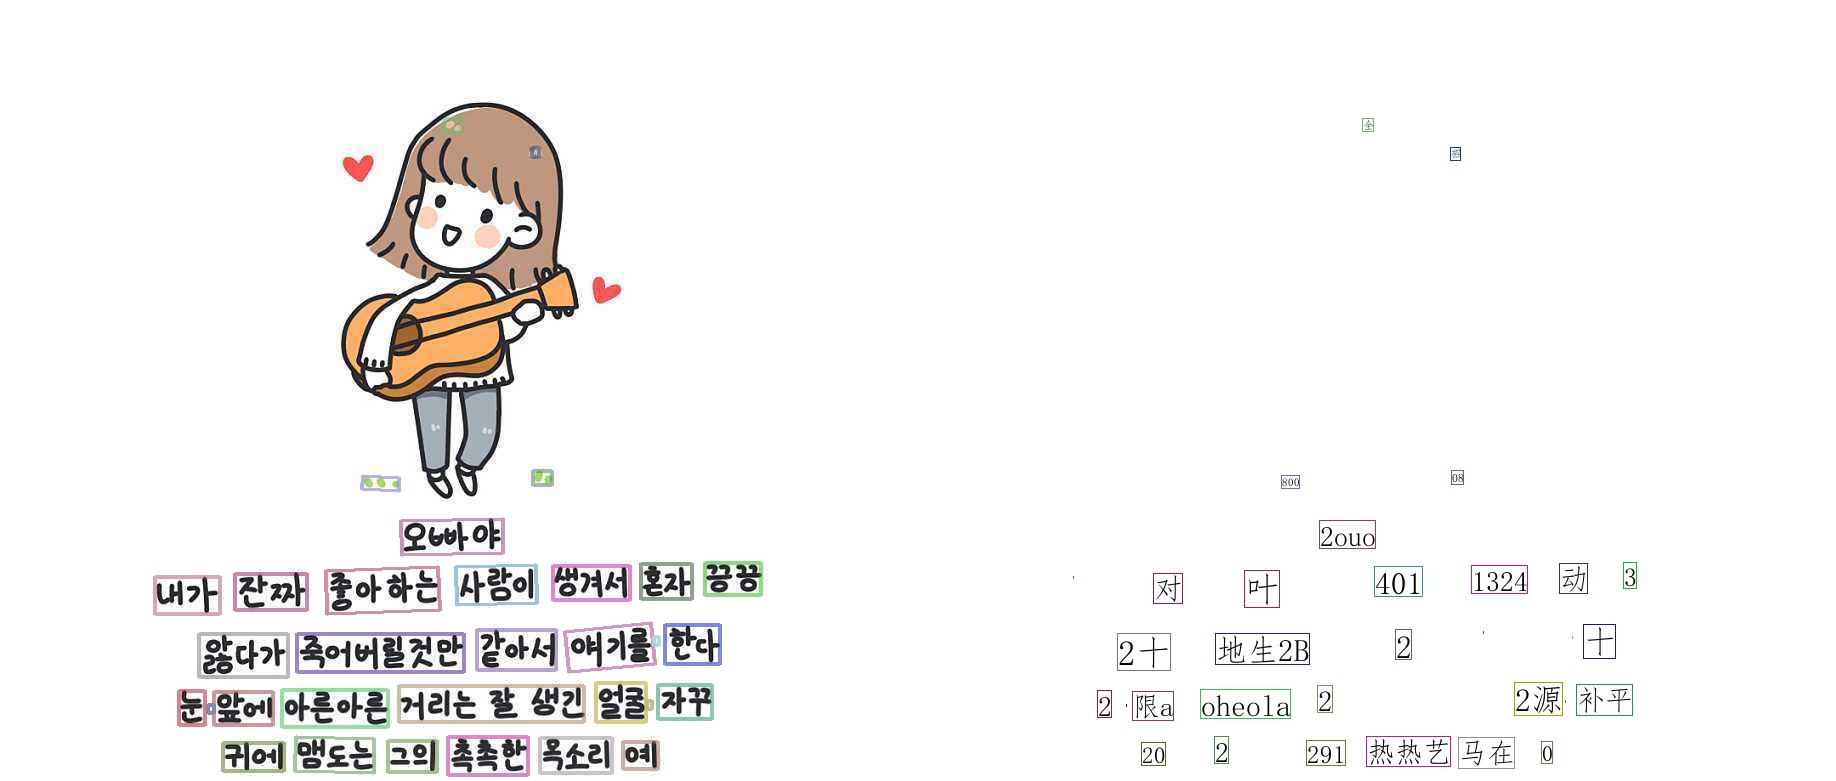 오빠야
내가 잔짜 좋아하는 사람이 생겨서 혼자 끙끙
앓다가 죽어버릴것만 같아서 얘기를 한다
눈 앞에 아른아른 거리는 잘 생긴 얼굴 자꾸
귀에 맴도는 그의 촉촉한 목소리 예
全
招
800 08
2ouo
对 叶 401 1324 动 3
2十 地生2B 2 十
2 限a oheola 2 2源 补平
20 2 291 热热艺 马在 0